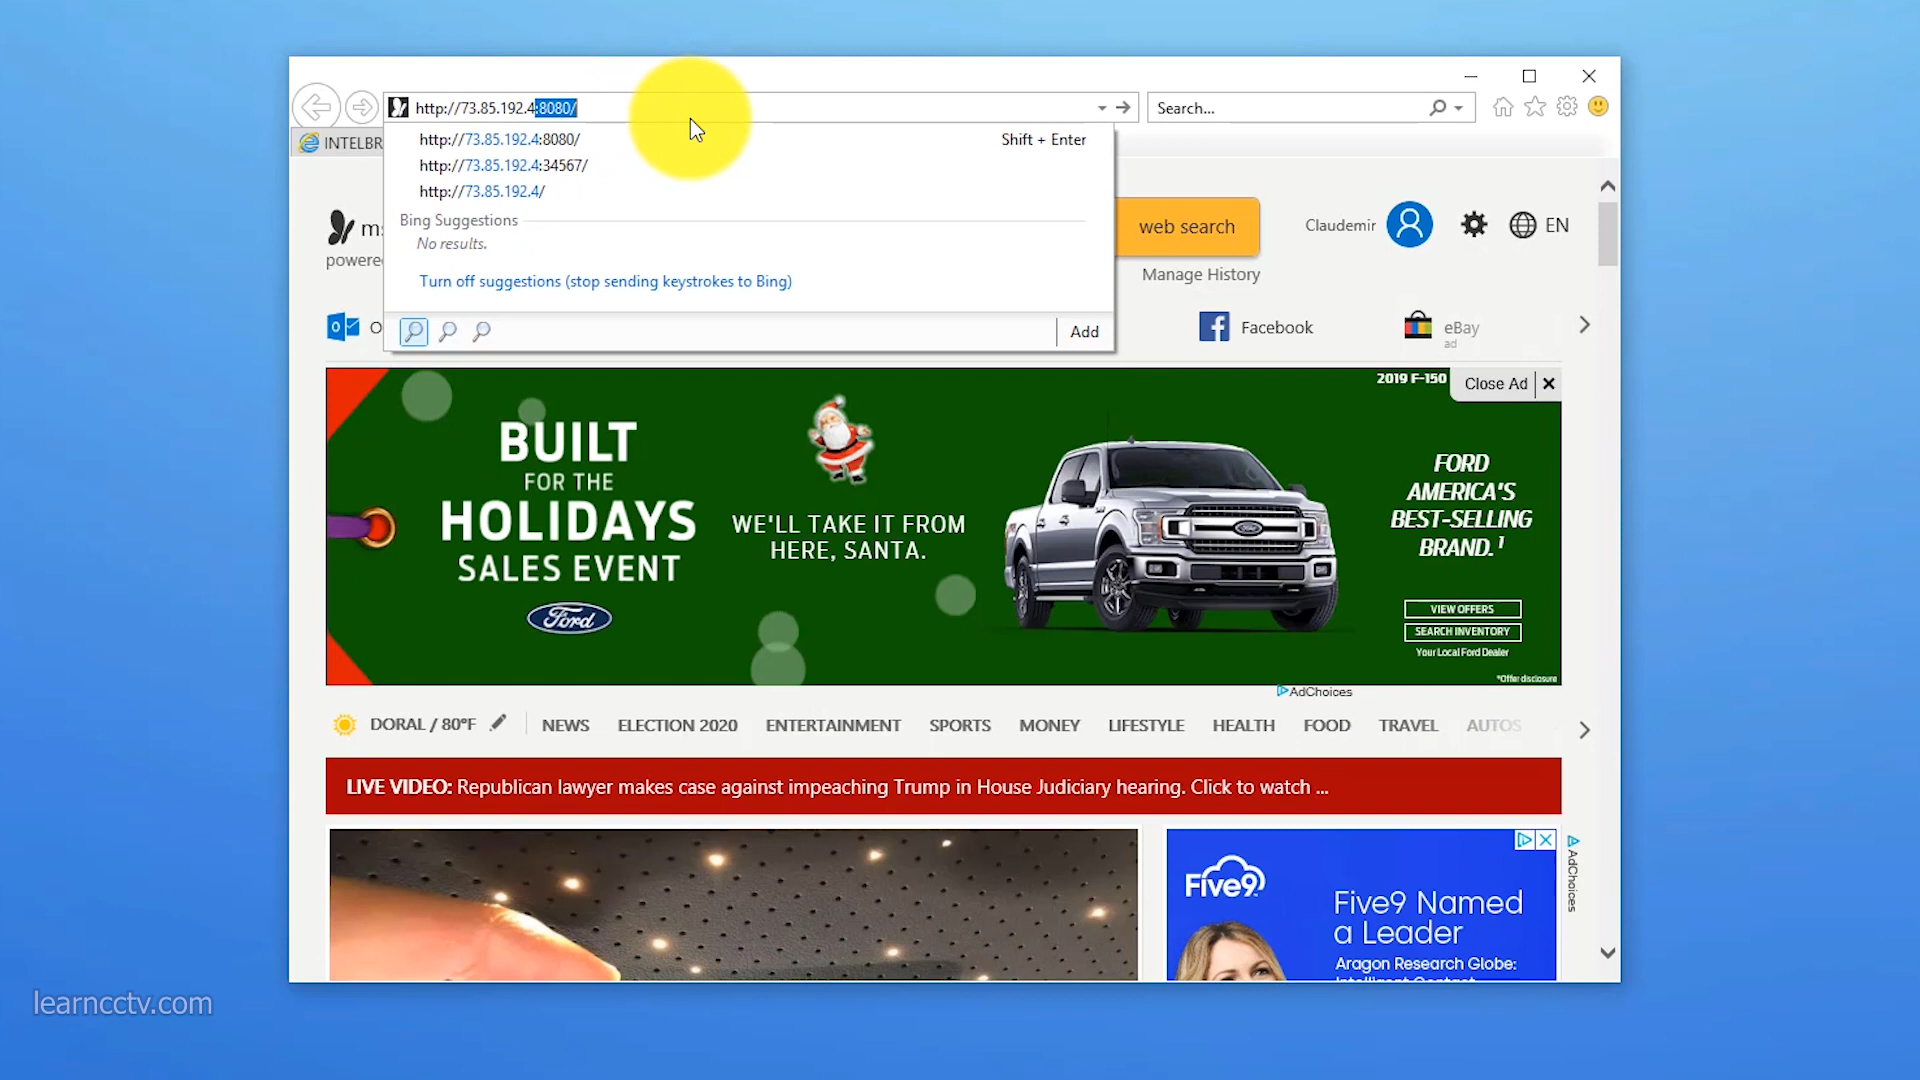 http://73.85.192.4:8080/
Search...
INTELBR
http://73.85.192.4:8080/
Shift + Enter
http://73.85.192.4:34567/
http://73.85.192.4/
Bing Suggestions
No results.
Turn off suggestions (stop sending keystrokes to Bing)
Add
ms
powere
web search
Manage History
Claudemir
EN
O
Facebook
eBay
ad
2019 F-150
Close Ad
BUILT
FOR THE
HOLIDAYS
SALES EVENT
Ford
WE'LL TAKE IT FROM
HERE, SANTA.
FORD
AMERICA'S
BEST-SELLING
BRAND.¹
VIEW OFFERS
SEARCH INVENTORY
Your Local Ford Dealer
*Offer disclosure
AdChoices
DORAL / 80°F
NEWS
ELECTION 2020
ENTERTAINMENT
SPORTS
MONEY
LIFESTYLE
HEALTH
FOOD
TRAVEL
AUTOS
LIVE VIDEO: Republican lawyer makes case against impeaching Trump in House Judiciary hearing. Click to watch ...
Five9
Five9 Named
a Leader
Aragon Research Globe:
AdChoices
learncctv.com